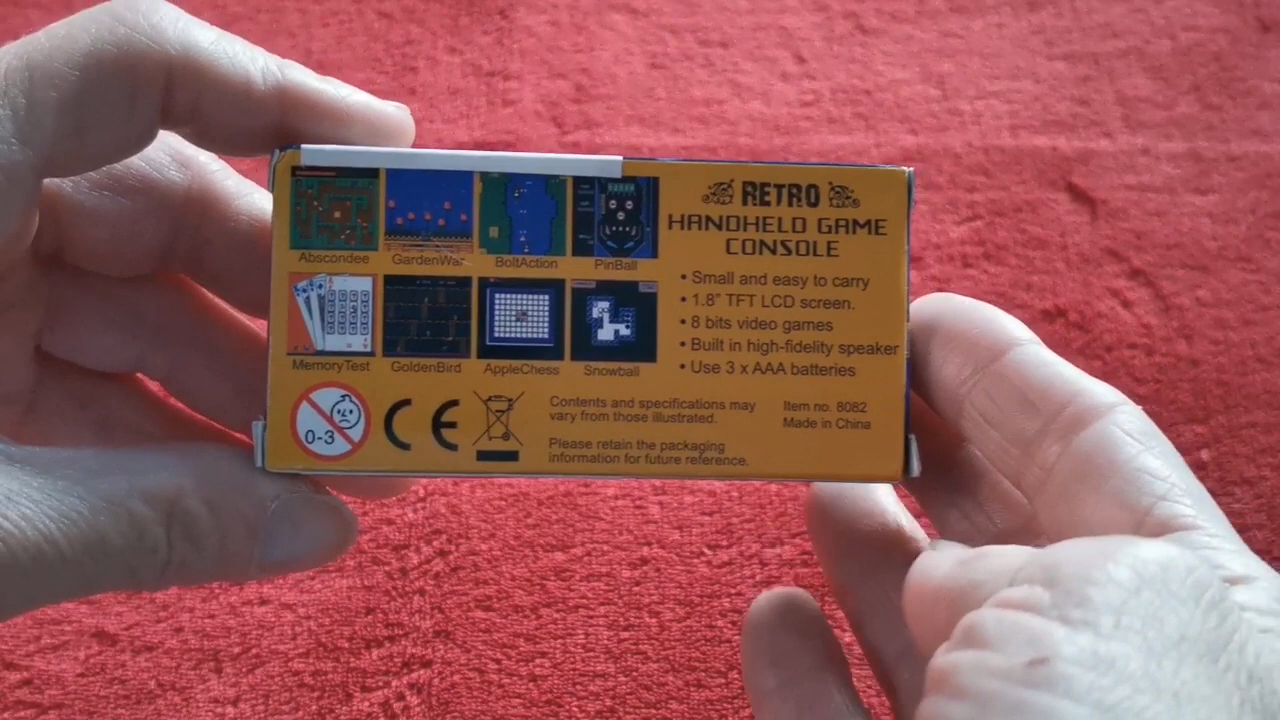 RETRO
HANDHELD GAME
CONSOLE
Abscondee GardenWar BoltAction PinBall
MemoryTest GoldenBird AppleChess Snowball
• Small and easy to carry
• 1.8" TFT LCD screen.
• 8 bits video games
• Built in high-fidelity speaker
• Use 3 x AAA batteries
0-3
CE
Contents and specifications may
vary from those illustrated.
Please retain the packaging
information for future reference.
Item no. 8082
Made in China